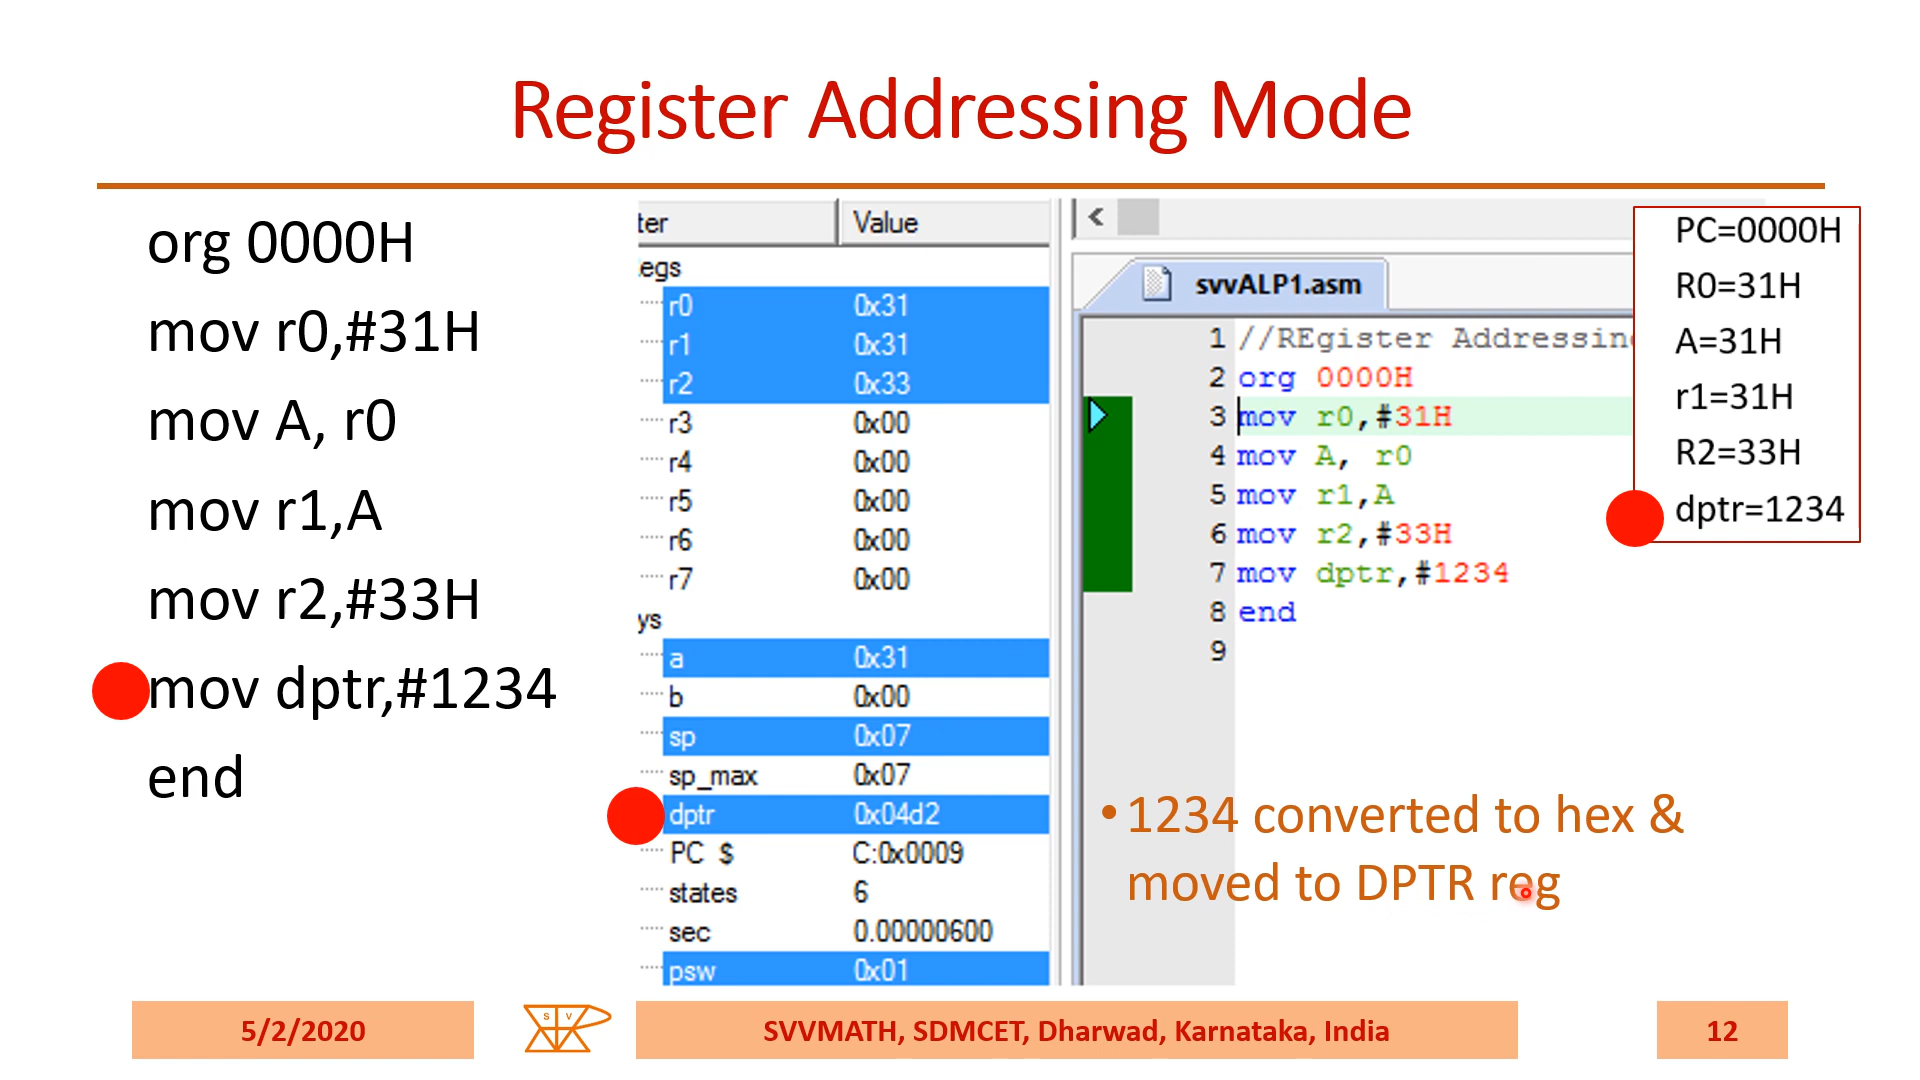 Register Addressing Mode
org 0000H
mov r0,#31H
mov A, r0
mov r1,A
mov r2,#33H
mov dptr,#1234
end
ter Value
egs
r0 0x31
r1 0x31
r2 0x33
r3 0x00
r4 0x00
r5 0x00
r6 0x00
r7 0x00
ys
a 0x31
b 0x00
sp 0x07
sp_max 0x07
dptr 0x04d2
PC $ C:0x0009
states 6
sec 0.00000600
psw 0x01
<
svvALP1.asm
1 //REgister Addressing
2 org 0000H
3 mov r0,#31H
4 mov A, r0
5 mov r1,A
6 mov r2,#33H
7 mov dptr,#1234
8 end
9
PC=0000H
R0=31H
A=31H
r1=31H
R2=33H
dptr=1234
• 1234 converted to hex &
moved to DPTR reg
5/2/2020
S V
SVVMATH, SDMCET, Dharwad, Karnataka, India
12